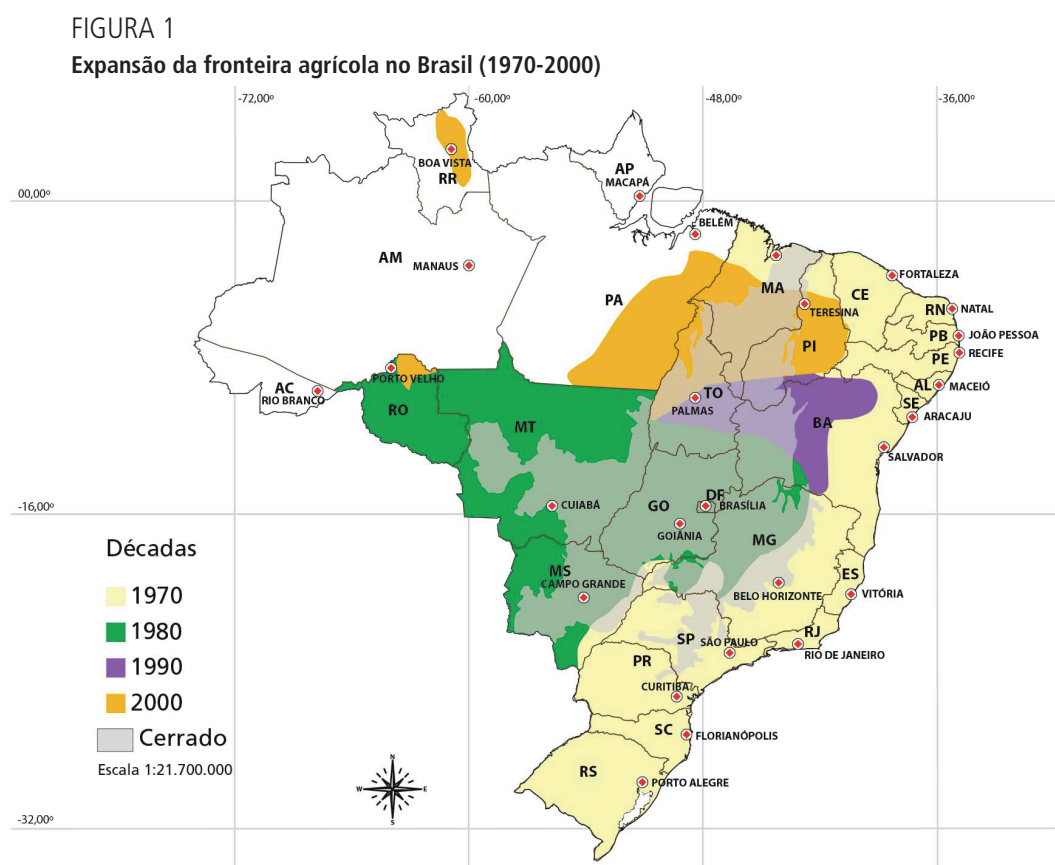 FIGURA 1
Expansão da fronteira agrícola no Brasil (1970-2000)
-72,00º
-60,00º
-48,00º
-36,00º
BOA VISTA
RR
AP
MACAPÁ
00,00º
BELÉM
AM
MANAUS
PA
MA
CE
FORTALEZA
TERESINA
RN
NATAL
PI
PB
JOÃO PESSOA
PE
RECIFE
PORTO VELHO
AC
RIO BRANCO
RO
TO
PALMAS
AL
MACEIÓ
SE
ARACAJU
MT
BA
SALVADOR
-16,00º
CUIABÁ
GO
DF
BRASÍLIA
GOIÂNIA
MG
Décadas
MS
CAMPO GRANDE
BELO HORIZONTE
ES
VITÓRIA
1970
1980
SP
SÃO PAULO
RJ
RIO DE JANEIRO
1990
PR
CURITIBA
2000
Cerrado
SC
FLORIANÓPOLIS
Escala 1:21.700.000
N
W
E
S
RS
PORTO ALEGRE
-32,00º